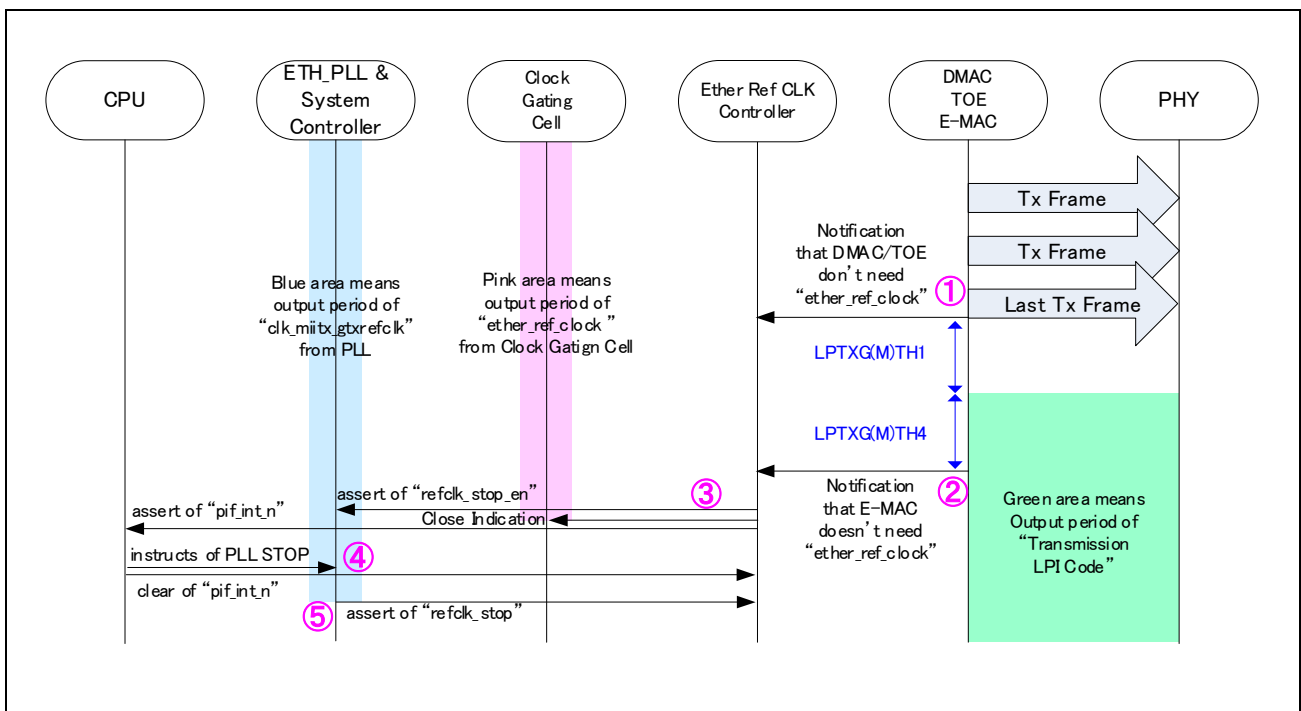 CPU
ETH_PLL &
System
Controller
Clock
Gating
Cell
Ether Ref CLK
Controller
DMAC
TOE
E-MAC
PHY
Tx Frame
Tx Frame
Last Tx Frame
Notification
that DMAC/TOE
don't need
"ether_ref_clock"
①
Blue area means
output period of
"clk_miitx_gtxrefclk"
from PLL
Pink area means
output period of
"ether_ref_clock"
from Clock Gatign Cell
LPTXG(M)TH1
LPTXG(M)TH4
②
Notification
that E-MAC
doesn't need
"ether_ref_clock"
Green area means
Output period of
"Transmission
LPI Code"
③
assert of "refclk_stop_en"
Close Indication
assert of "pif_int_n"
instructs of PLL STOP
④
clear of "pif_int_n"
⑤
assert of "refclk_stop"